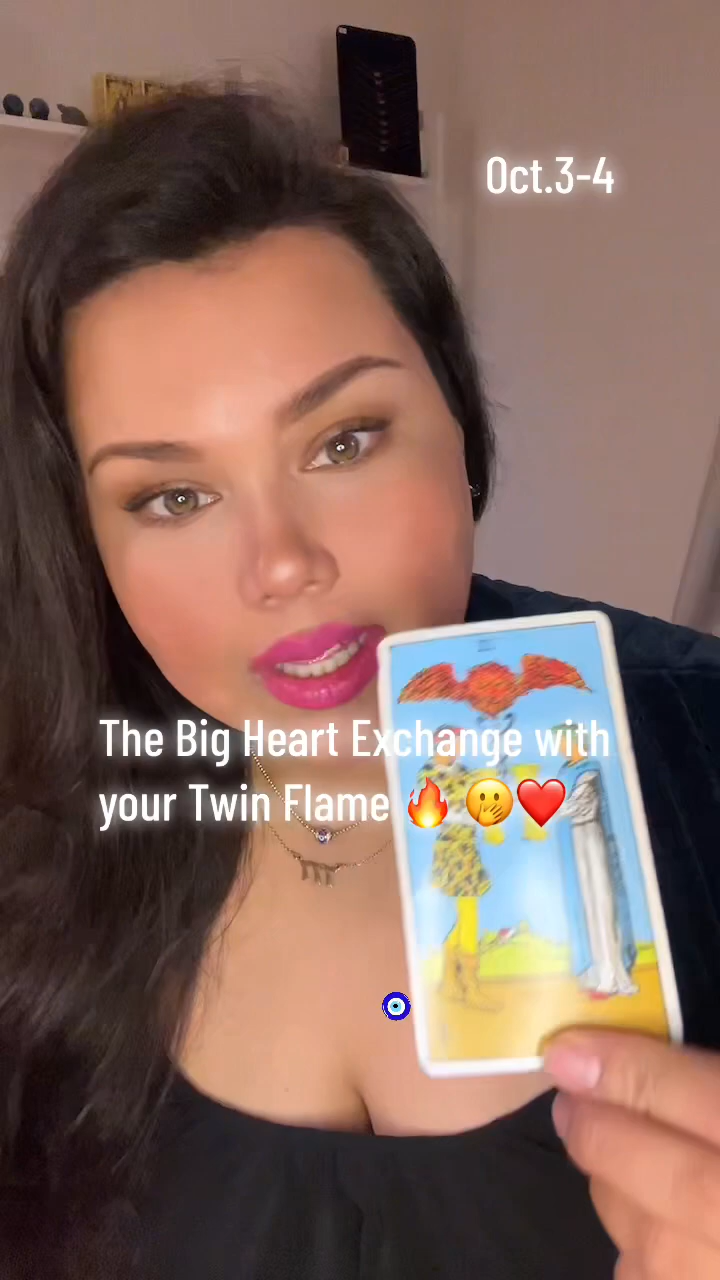 Oct.3-4
The Big Heart Exchange with
your Twin Flame 🔥 🫢❤️